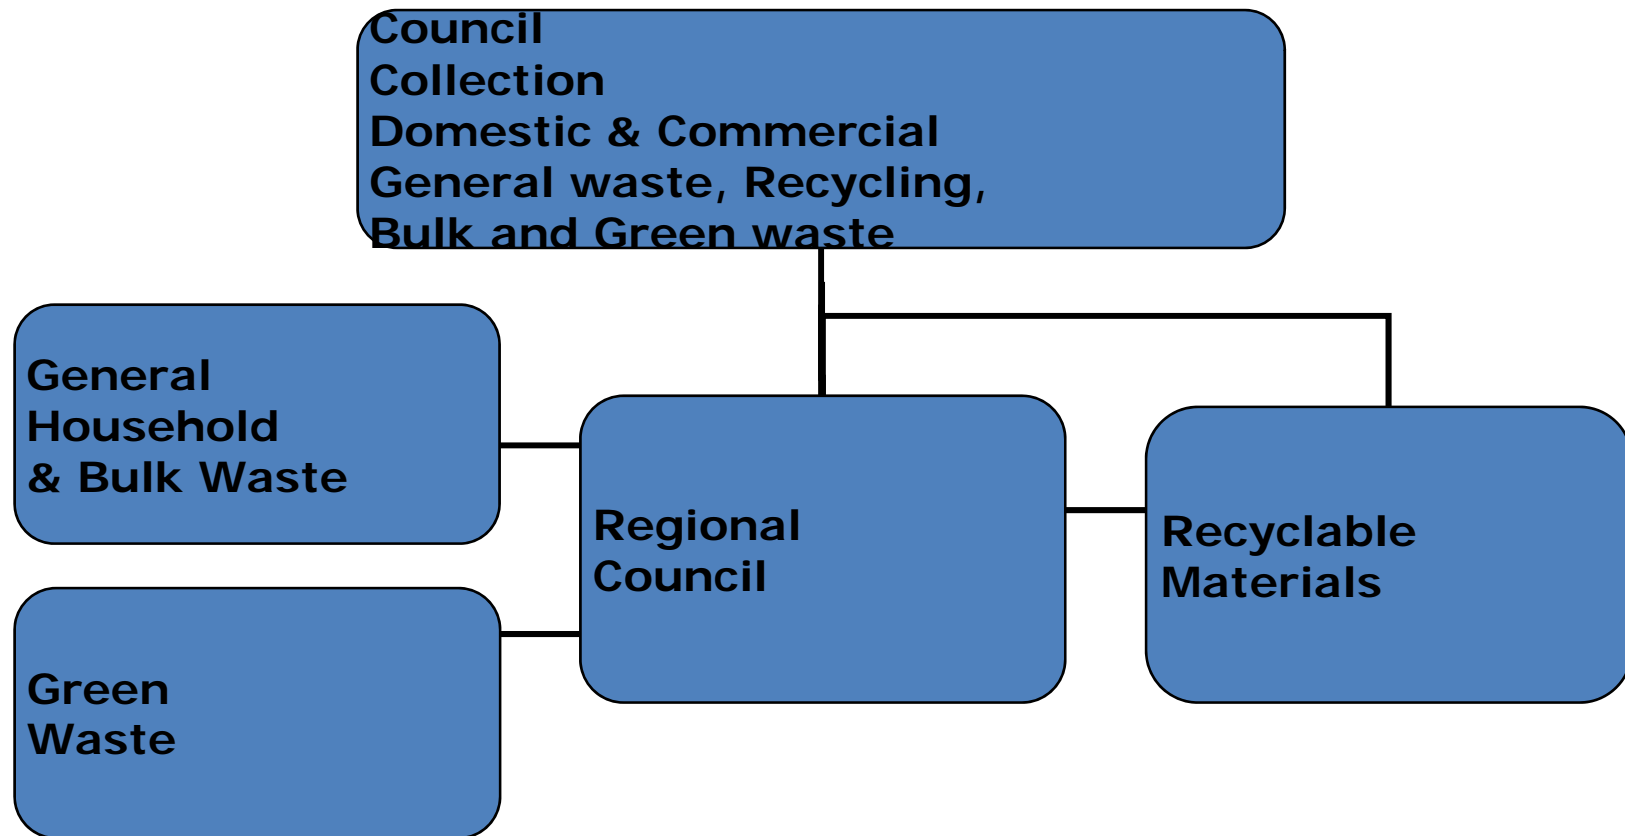 Council
Collection
Domestic & Commercial
General waste, Recycling,
Bulk and Green waste
General
Household
& Bulk Waste
Regional
Council
Recyclable
Materials
Green
Waste